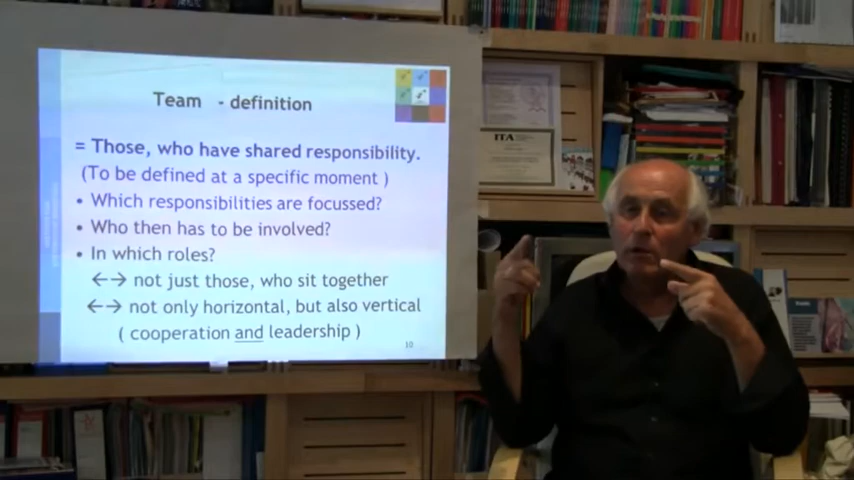 Team - definition
= Those, who have shared responsibility.
(To be defined at a specific moment )
• Which responsibilities are focussed?
• Who then has to be involved?
• In which roles?
←→ not just those, who sit together
←→ not only horizontal, but also vertical
( cooperation and leadership )
10
ITA